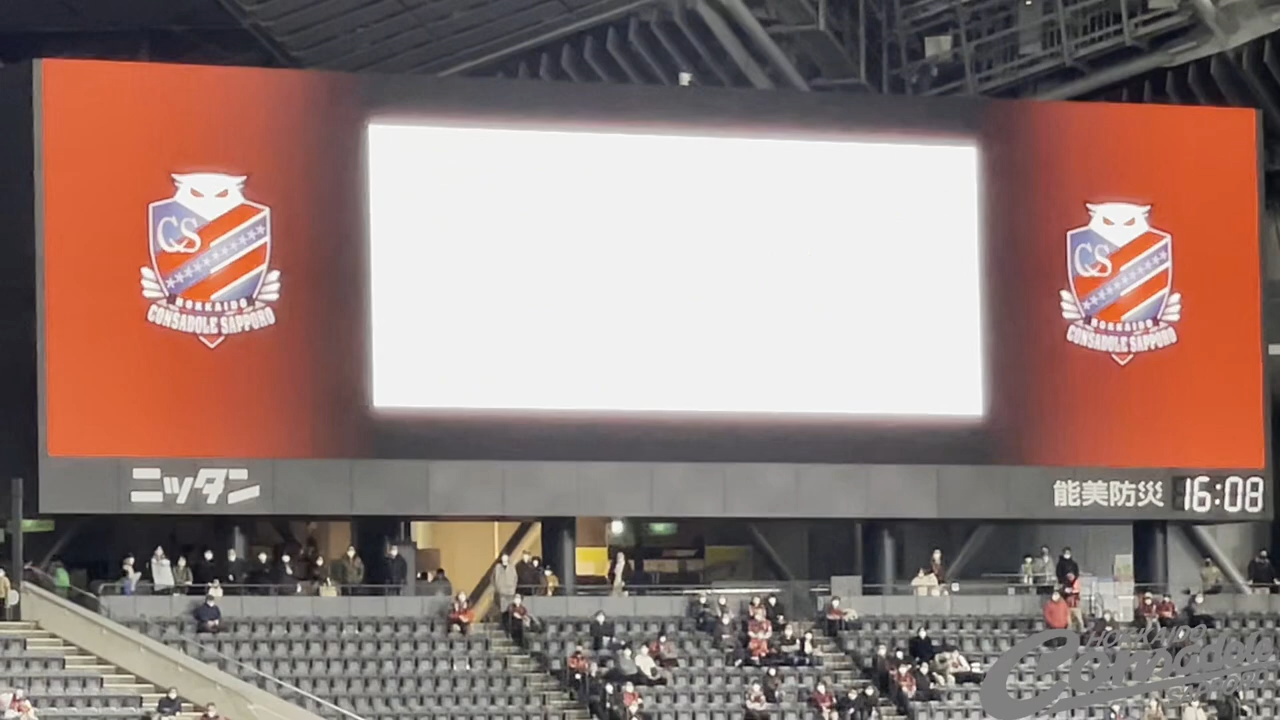 CS
HOKKAIDO
CONSADOLE SAPPORO
CS
HOKKAIDO
CONSADOLE SAPPORO
ニッタン
能美防災 16:08
HOKKAIDO
Consadole
SAPPORO